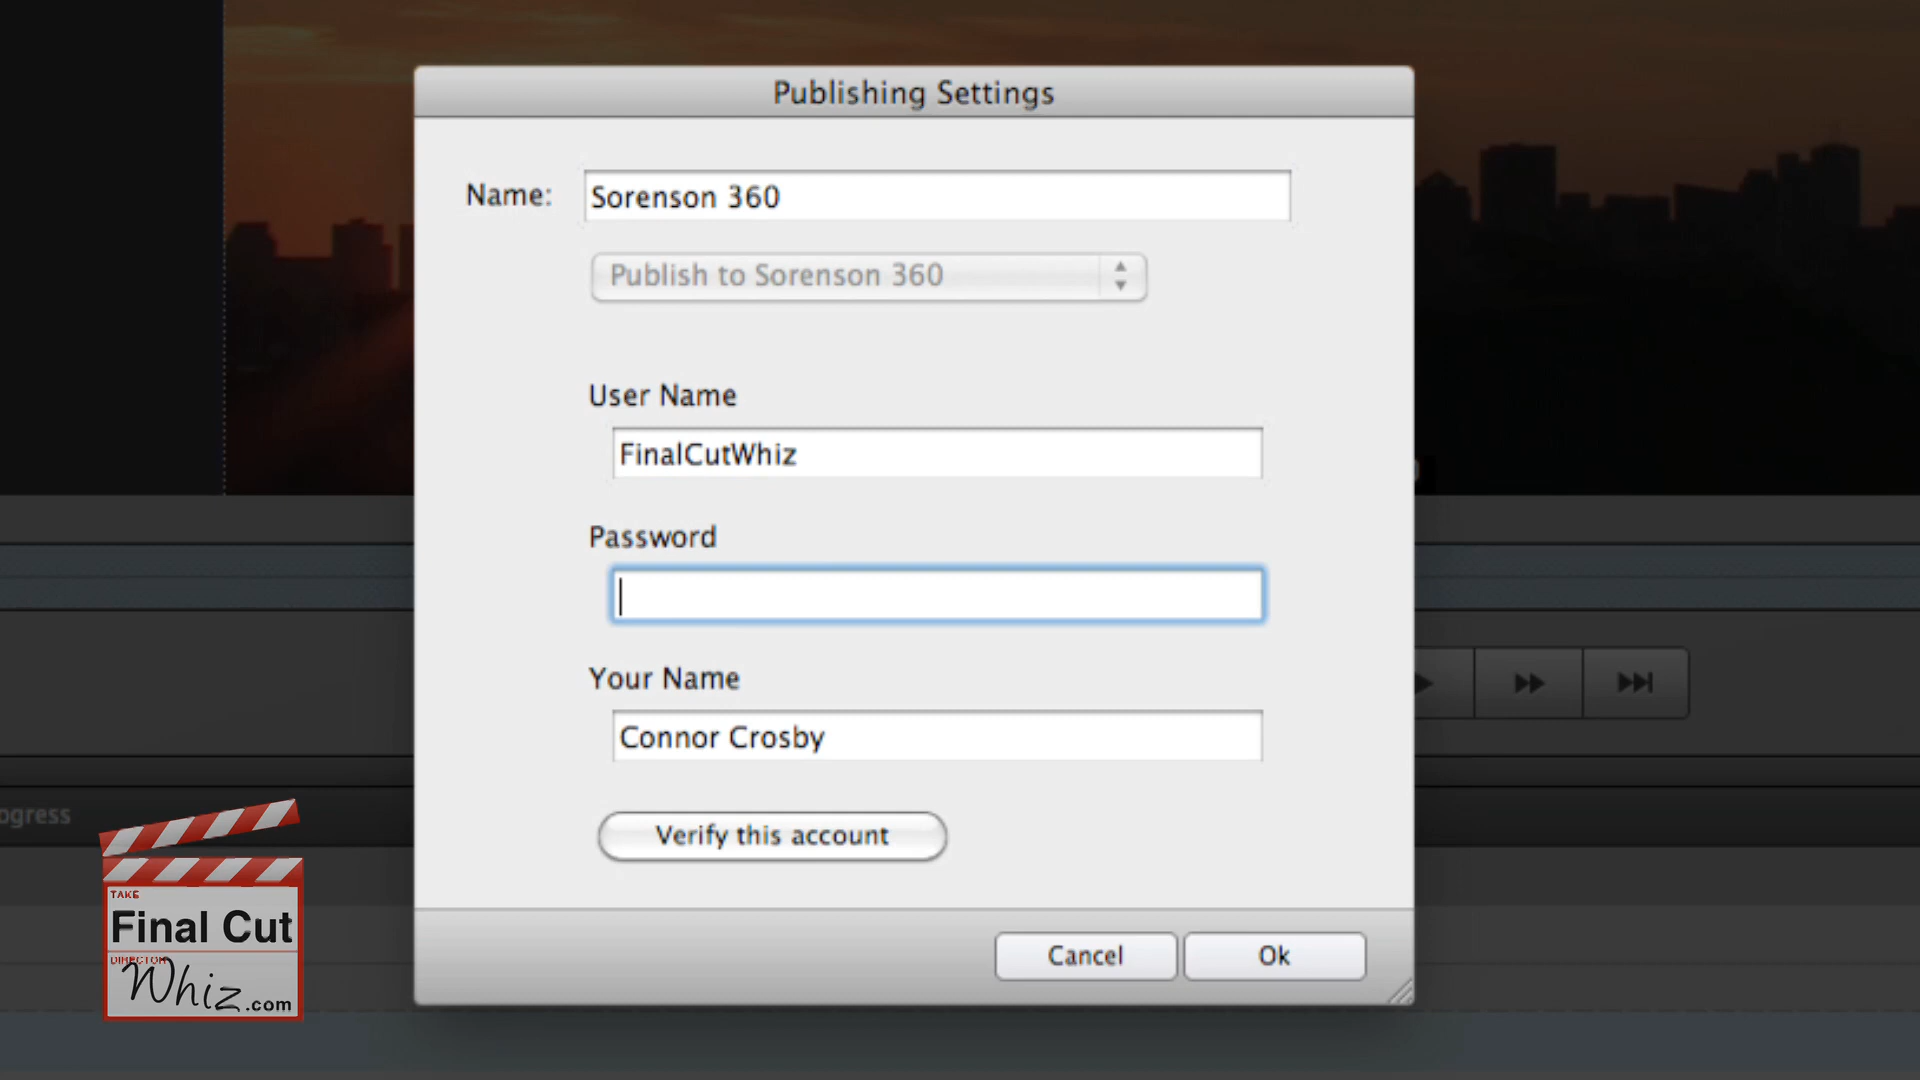 Publishing Settings
Name: Sorenson 360
Publish to Sorenson 360
User Name
FinalCutWhiz
Password
Your Name
Connor Crosby
Verify this account
Cancel Ok
ogress
TAKE
Final Cut
DIRECTOR
Whiz.com